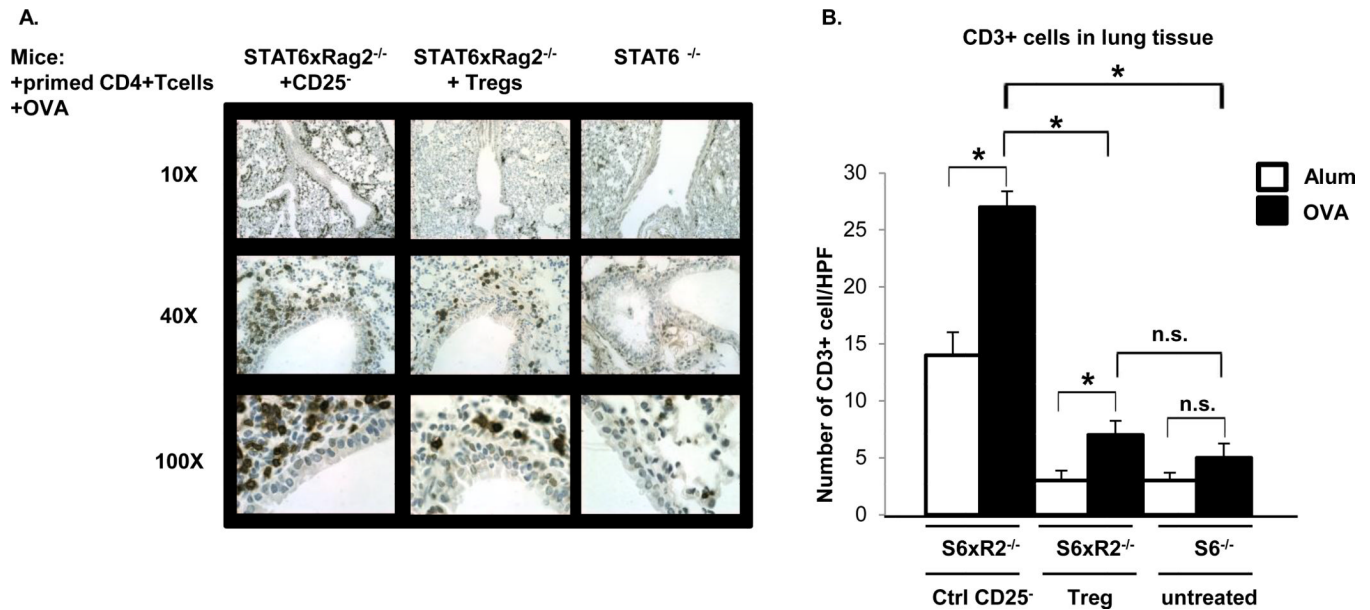 A.
Mice:
+primed CD4+Tcells
+OVA
STAT6xRag2-/-
+CD25-
STAT6xRag2-/-
+ Tregs
STAT6 -/-
10X
40X
100X
B.
CD3+ cells in lung tissue
*
*
*
Alum
OVA
Number of CD3+ cell/HPF
30
25
20
15
10
5
0
*
n.s.
n.s.
S6xR2-/-
S6xR2-/-
S6-/-
Ctrl CD25-
Treg
untreated